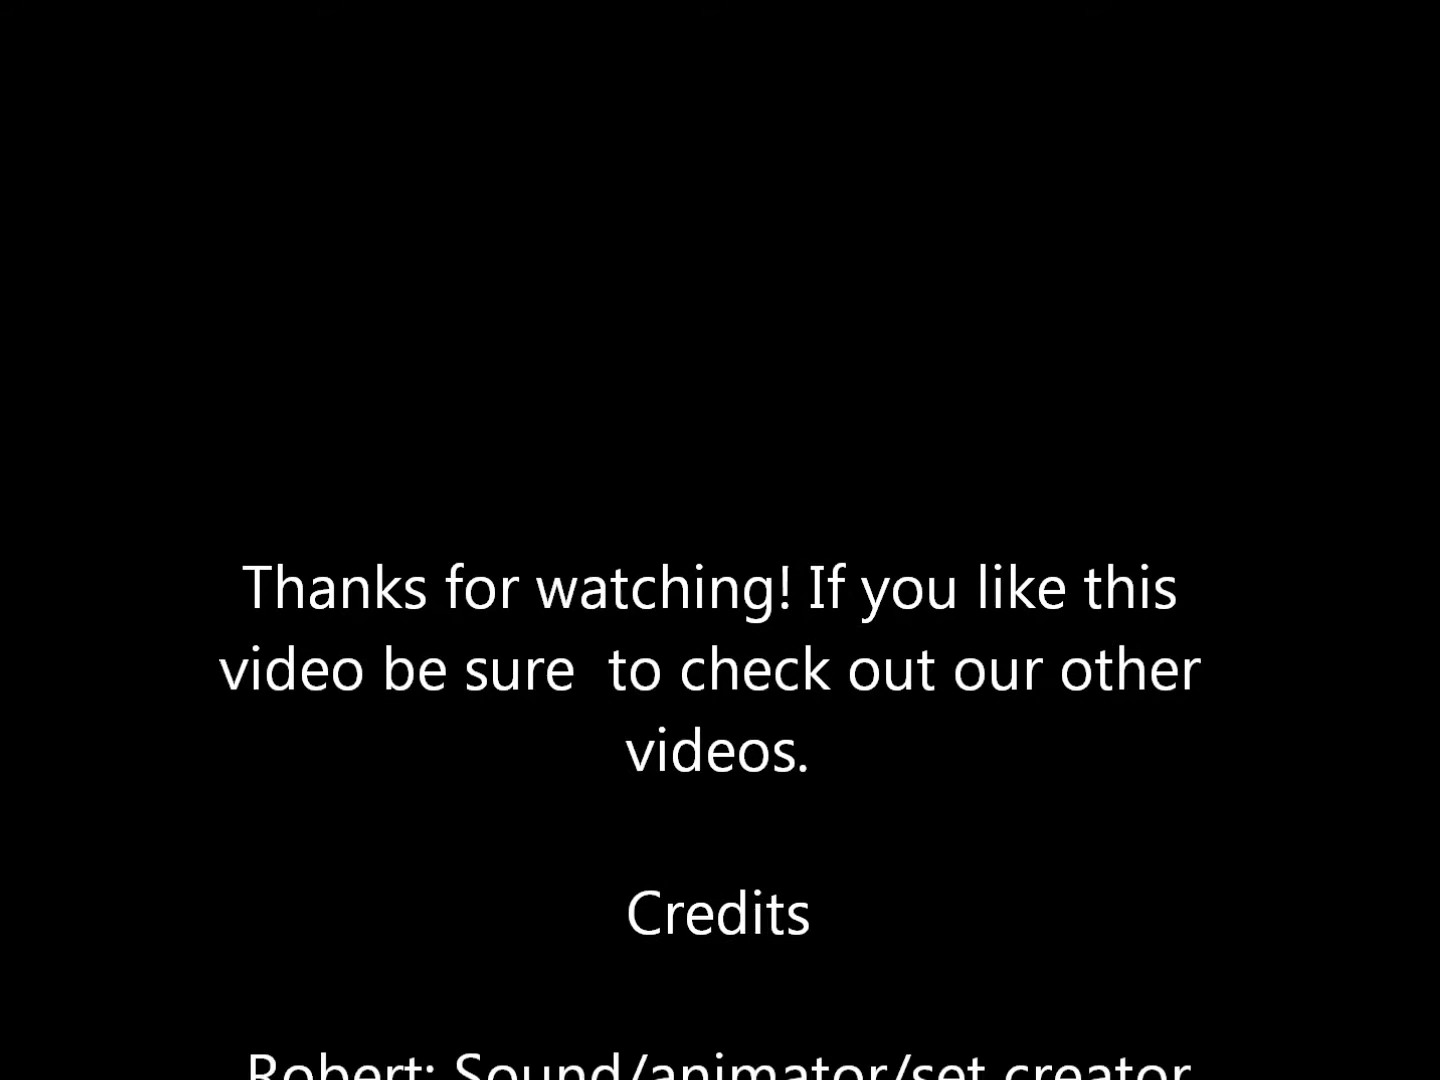 Thanks for watching! If you like this
video be sure  to check out our other
videos.
Credits
Robert: Sound/animator/set creator